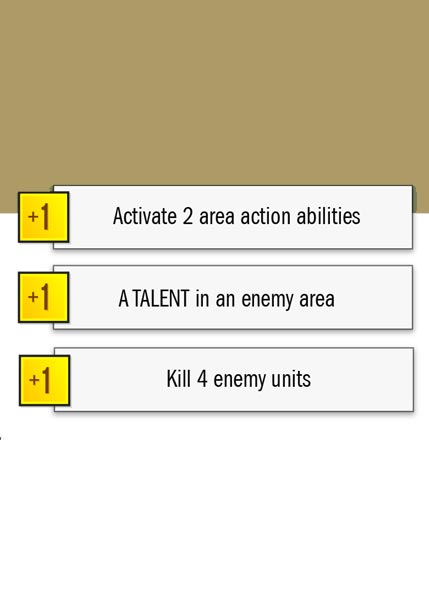 +1 Activate 2 area action abilities
+1 A TALENT in an enemy area
+1 Kill 4 enemy units